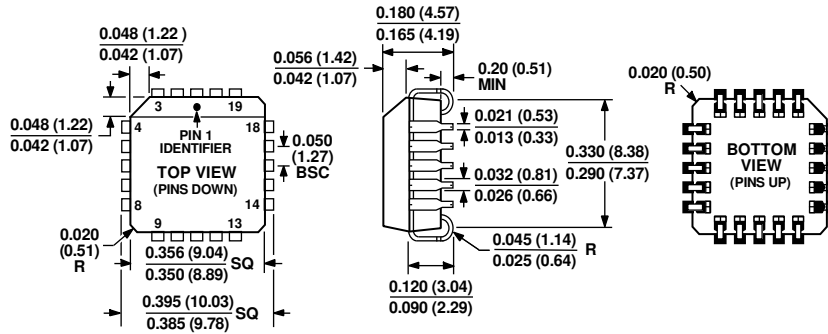 0.048 (1.22)
0.042 (1.07)
0.048 (1.22)
0.042 (1.07)
3
19
4
18
PIN 1
IDENTIFIER
TOP VIEW
(PINS DOWN)
8
14
9
13
0.050
(1.27)
BSC
0.020
(0.51)
R
0.356 (9.04)
0.350 (8.89)
SQ
0.395 (10.03)
0.385 (9.78)
SQ
0.180 (4.57)
0.165 (4.19)
0.056 (1.42)
0.042 (1.07)
0.20 (0.51)
MIN
0.021 (0.53)
0.013 (0.33)
0.032 (0.81)
0.026 (0.66)
0.330 (8.38)
0.290 (7.37)
0.045 (1.14)
0.025 (0.64)
R
0.120 (3.04)
0.090 (2.29)
0.020 (0.50)
R
BOTTOM
VIEW
(PINS UP)